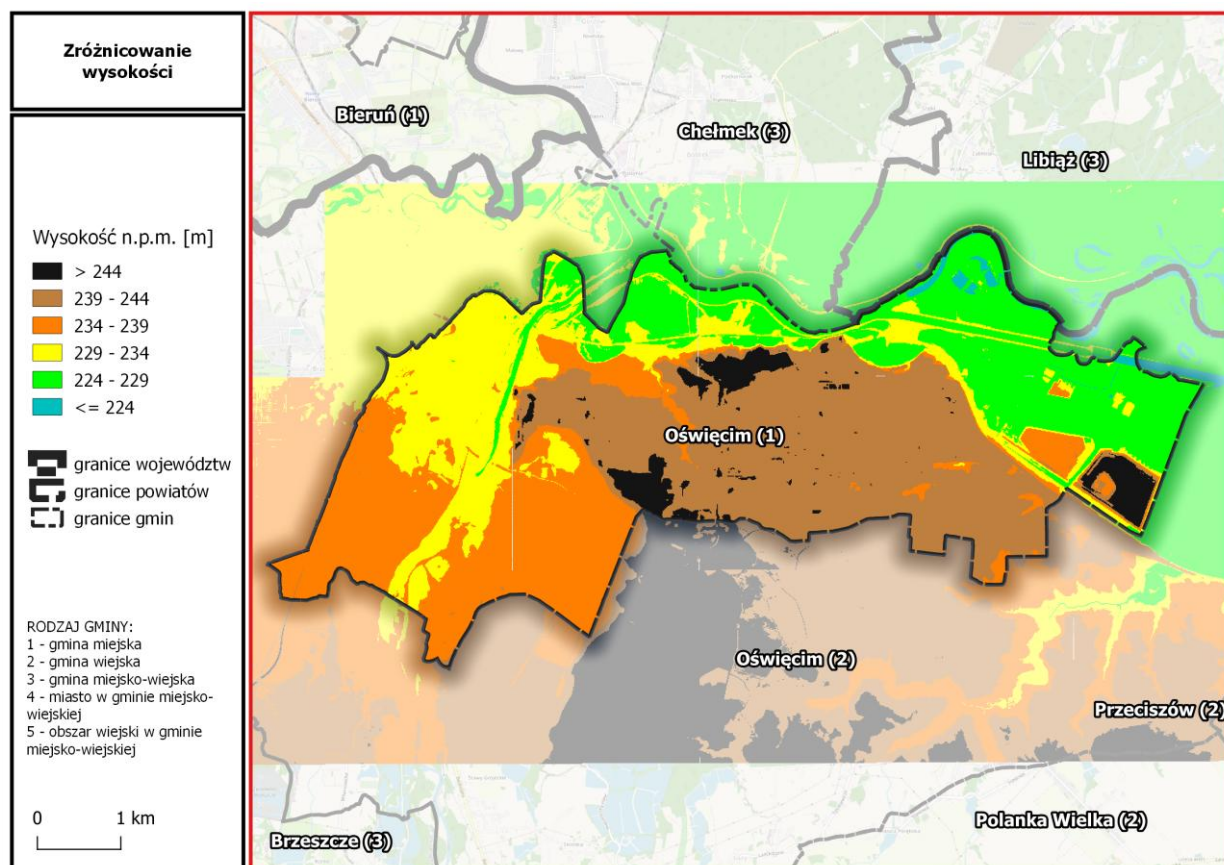 Zróżnicowanie
wysokości
Wysokość n.p.m. [m]
> 244
239 - 244
234 - 239
229 - 234
224 - 229
<= 224
granice województw
granice powiatów
granice gmin
RODZAJ GMINY:
1 - gmina miejska
2 - gmina wiejska
3 - gmina miejsko-wiejska
4 - miasto w gminie miejsko-
wiejskiej
5 - obszar wiejski w gminie
miejsko-wiejskiej
0 1 km
Bieruń (1)
Chełmek (3)
Libiąż (3)
Oświęcim (1)
Oświęcim (2)
Przeciszów (2)
Polanka Wielka (2)
Brzeszcze (3)